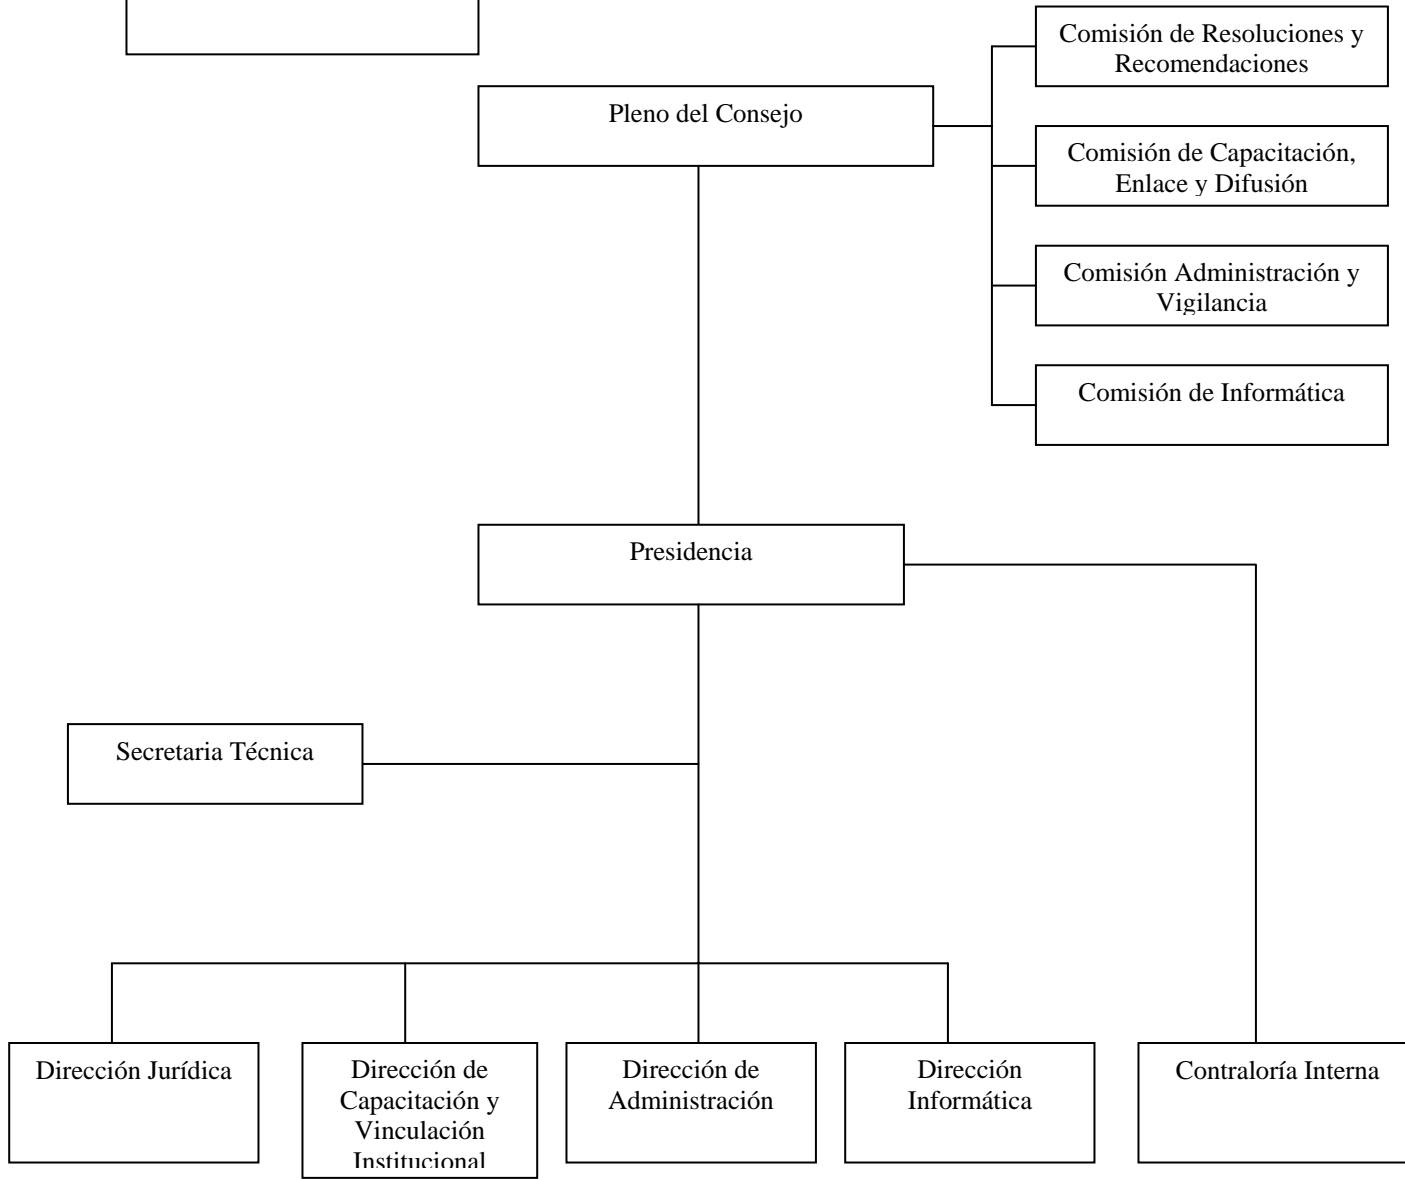 Comisión de Resoluciones y
Recomendaciones
Pleno del Consejo
Comisión de Capacitación,
Enlace y Difusión
Comisión Administración y
Vigilancia
Comisión de Informática
Presidencia
Secretaria Técnica
Dirección Jurídica
Dirección de
Capacitación y
Vinculación
Institucional
Dirección de
Administración
Dirección
Informática
Contraloría Interna